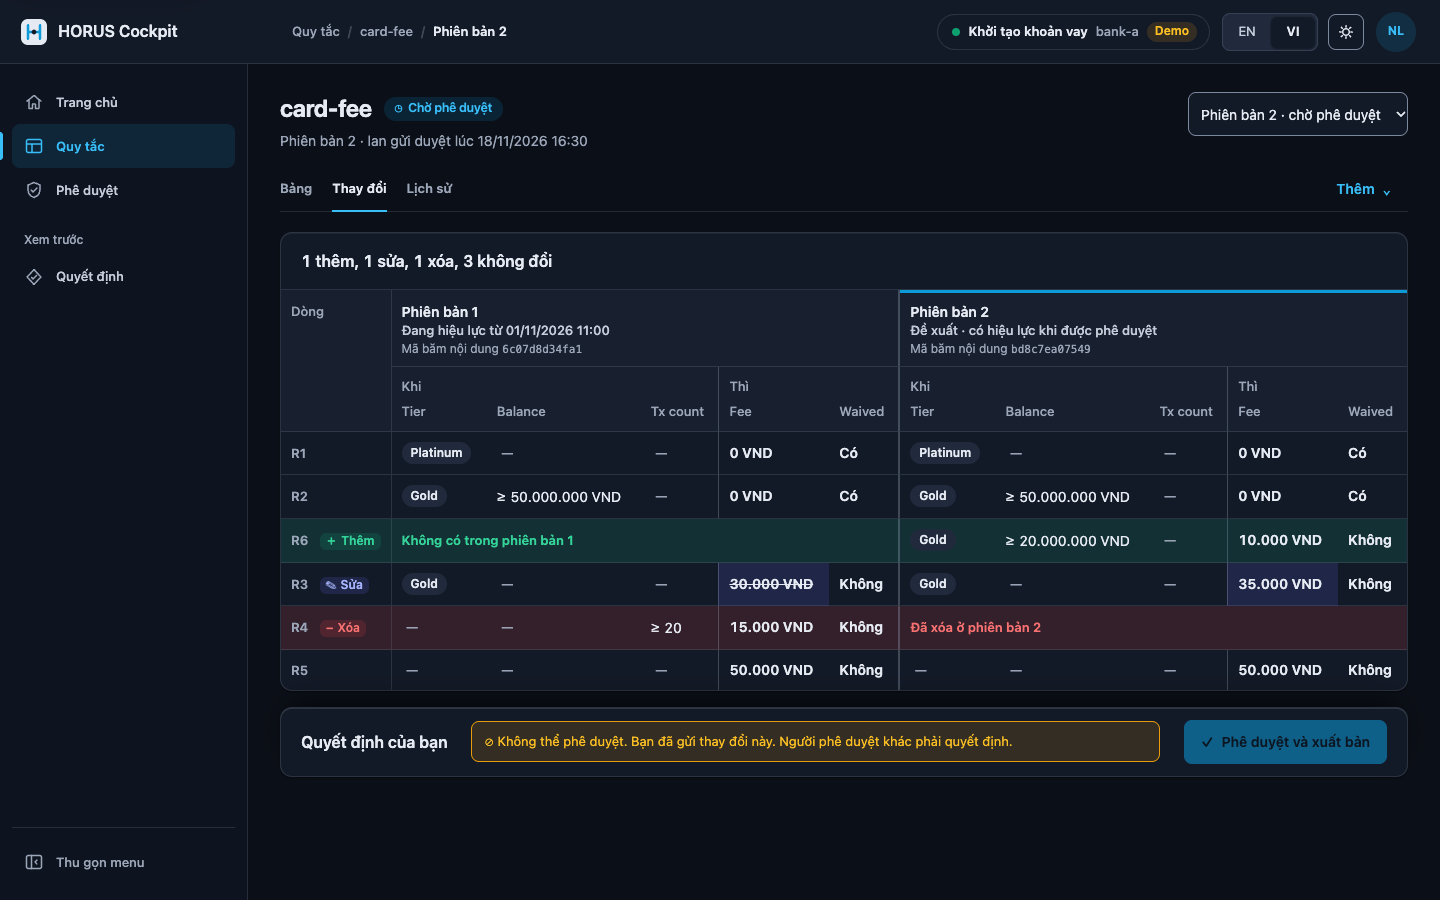 HORUS Cockpit
Quy tắc / card-fee / Phiên bản 2
Khởi tạo khoản vay bank-a Demo
EN VI
NL
Trang chủ
Quy tắc
Phê duyệt
Xem trước
Quyết định
Thu gọn menu
card-fee
Chờ phê duyệt
Phiên bản 2 · lan gửi duyệt lúc 18/11/2026 16:30
Phiên bản 2 · chờ phê duyệt
Bảng Thay đổi Lịch sử
Thêm
1 thêm, 1 sửa, 1 xóa, 3 không đổi
Dòng
Phiên bản 1
Đang hiệu lực từ 01/11/2026 11:00
Mã băm nội dung 6c07d8d34fa1
Phiên bản 2
Đề xuất · có hiệu lực khi được phê duyệt
Mã băm nội dung bd8c7ea07549
Khi Thì Khi Thì
Tier Balance Tx count Fee Waived Tier Balance Tx count Fee Waived
R1 Platinum — — 0 VND Có Platinum — — 0 VND Có
R2 Gold ≥ 50.000.000 VND — 0 VND Có Gold ≥ 50.000.000 VND — 0 VND Có
R6 + Thêm Không có trong phiên bản 1 Gold ≥ 20.000.000 VND — 10.000 VND Không
R3 ✎ Sửa Gold — — 30.000 VND Không Gold — — 35.000 VND Không
R4 − Xóa — — ≥ 20 15.000 VND Không Đã xóa ở phiên bản 2
R5 — — — 50.000 VND Không — — — 50.000 VND Không
Quyết định của bạn
⊘ Không thể phê duyệt. Bạn đã gửi thay đổi này. Người phê duyệt khác phải quyết định.
✓ Phê duyệt và xuất bản